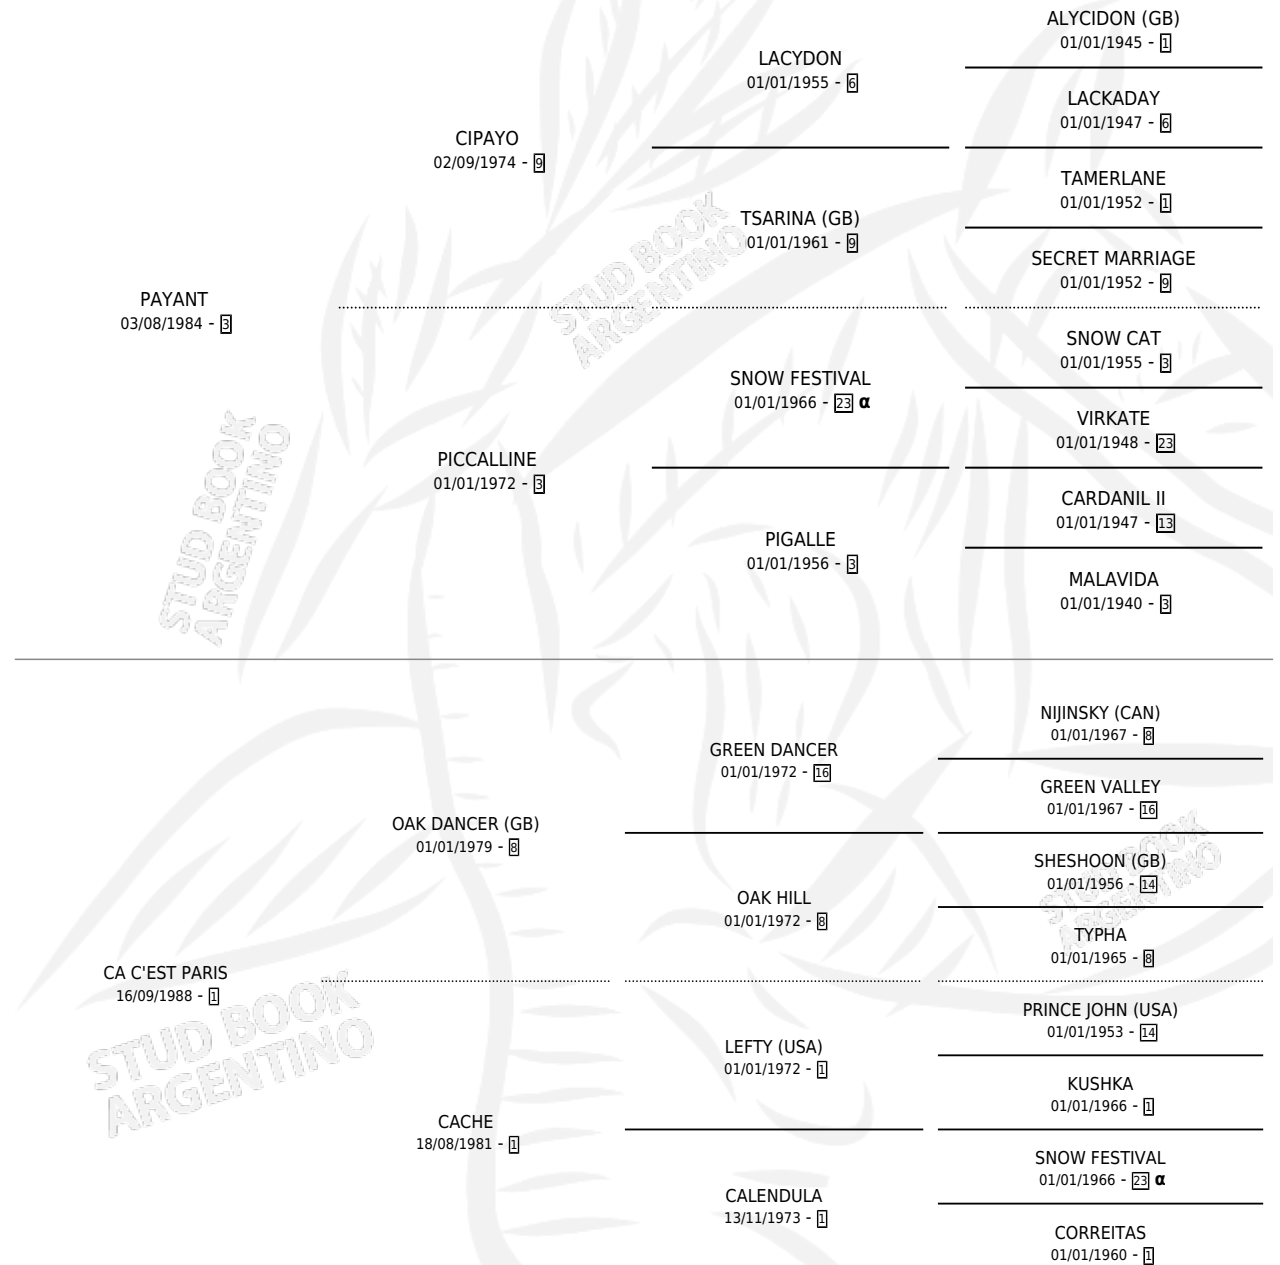 ALYCIDON (GB)
01/01/1945 - 1
LACYDON
01/01/1955 - 6
LACKADAY
01/01/1947 - 6
CIPAYO
02/09/1974 - 9
TAMERLANE
01/01/1952 - 1
TSARINA (GB)
01/01/1961 - 9
SECRET MARRIAGE
01/01/1952 - 9
PAYANT
03/08/1984 - 3
STUD BOOK
ARGENTINO
SNOW CAT
01/01/1955 - 3
SNOW FESTIVAL
01/01/1966 - 23 α
VIRKATE
01/01/1948 - 23
PICCALLINE
01/01/1972 - 3
CARDANIL II
01/01/1947 - 13
PIGALLE
01/01/1956 - 3
MALAVIDA
01/01/1940 - 3
STUD BOOK
ARGENTINO
NIJINSKY (CAN)
01/01/1967 - 8
GREEN DANCER
01/01/1972 - 16
GREEN VALLEY
01/01/1967 - 16
OAK DANCER (GB)
01/01/1979 - 8
SHESHOON (GB)
01/01/1956 - 14
OAK HILL
01/01/1972 - 8
TYPHA
01/01/1965 - 8
STUD BOOK
ARGENTINO
CA C'EST PARIS
16/09/1988 - 1
PRINCE JOHN (USA)
01/01/1953 - 14
LEFTY (USA)
01/01/1972 - 1
KUSHKA
01/01/1966 - 1
STUD BOOK
ARGENTINO
CACHE
18/08/1981 - 1
SNOW FESTIVAL
01/01/1966 - 23 α
CALENDULA
13/11/1973 - 1
CORREITAS
01/01/1960 - 1